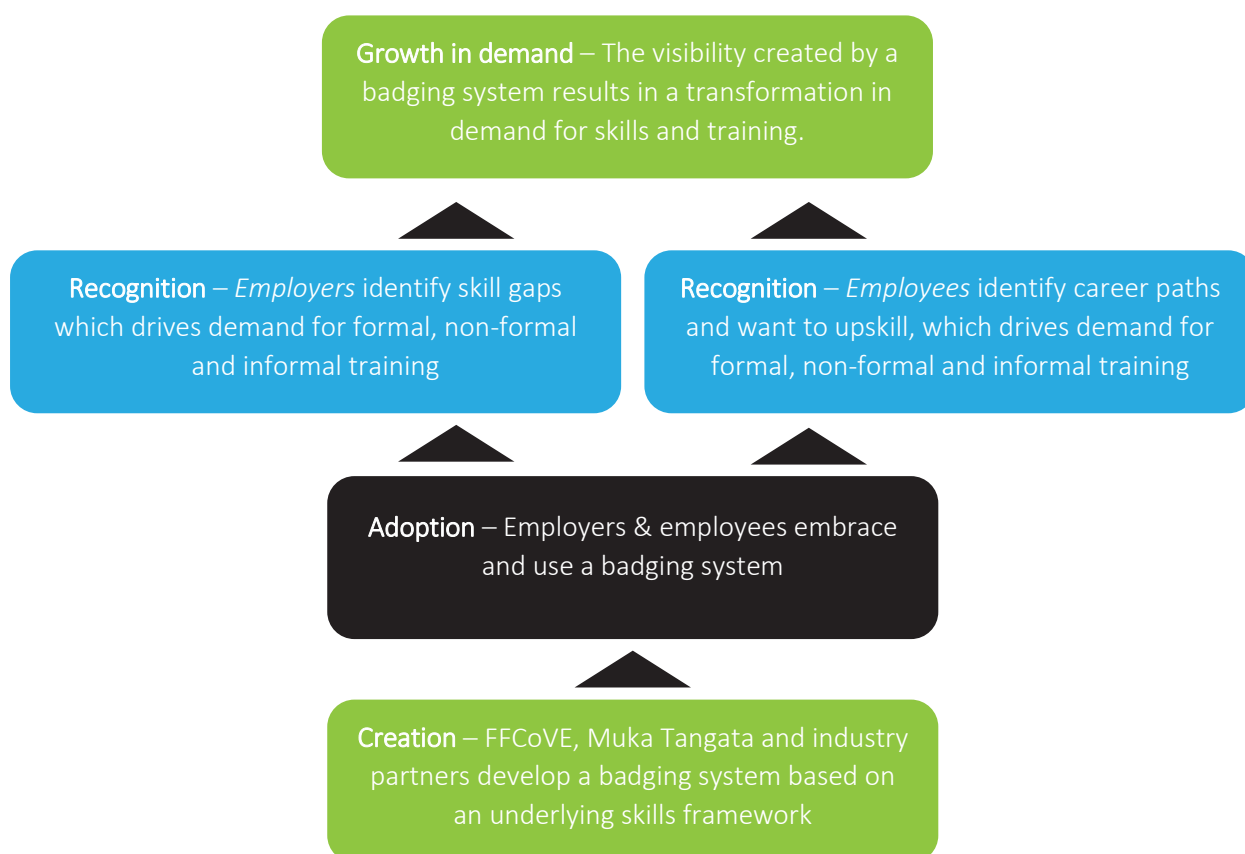 Growth in demand – The visibility created by a
badging system results in a transformation in
demand for skills and training.
Recognition – Employers identify skill gaps
which drives demand for formal, non-formal
and informal training
Recognition – Employees identify career paths
and want to upskill, which drives demand for
formal, non-formal and informal training
Adoption – Employers & employees embrace
and use a badging system
Creation – FFCoVE, Muka Tangata and industry
partners develop a badging system based on
an underlying skills framework